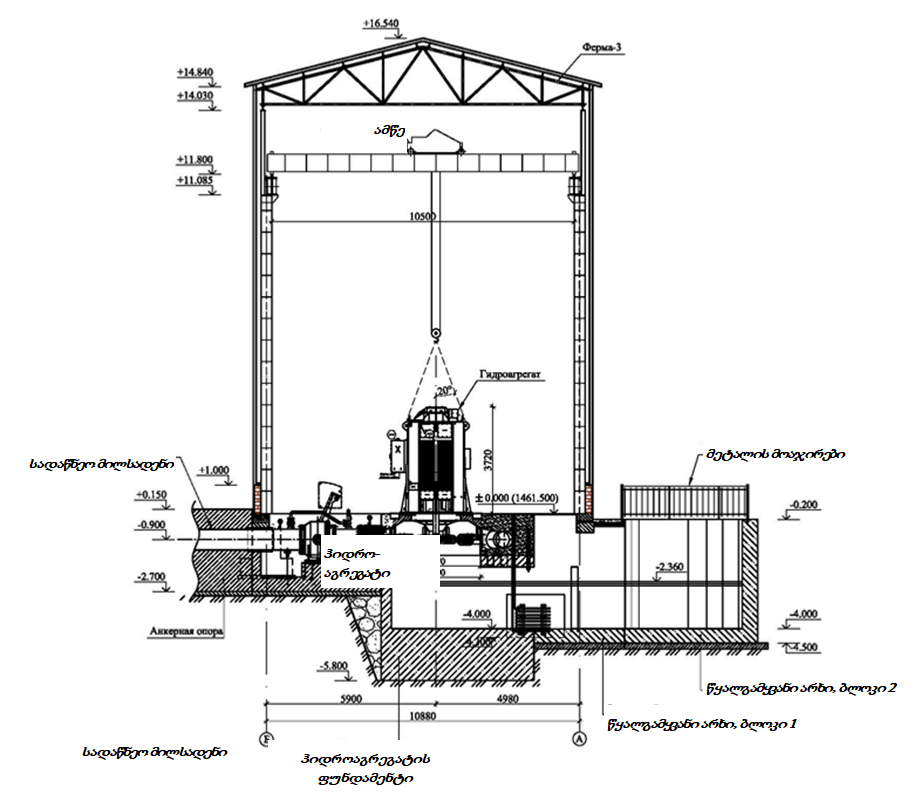 +16.540
Ферма-3
+14.840
+14.030
ამწე
+11.800
+11.085
10500
Гидроагрегат
20°
3720
სადაწნეო მილსადენი
+1.000
მეტალის მოაჯირები
+0.150
± 0.000 (1461.500)
-0.200
-0.900
ჰიდრო-
აგრეგატი
-2.360
-2.700
-4.000
-4.000
Анкерная опора
-4.500
-5.800
წყალგამყვანი არხი, ბლოკი 2
5900
4980
წყალგამყვანი არხი, ბლოკი 1
10880
Б
А
სადაწნეო მილსადენი
ჰიდროაგრეგატის
ფუნდამენტი